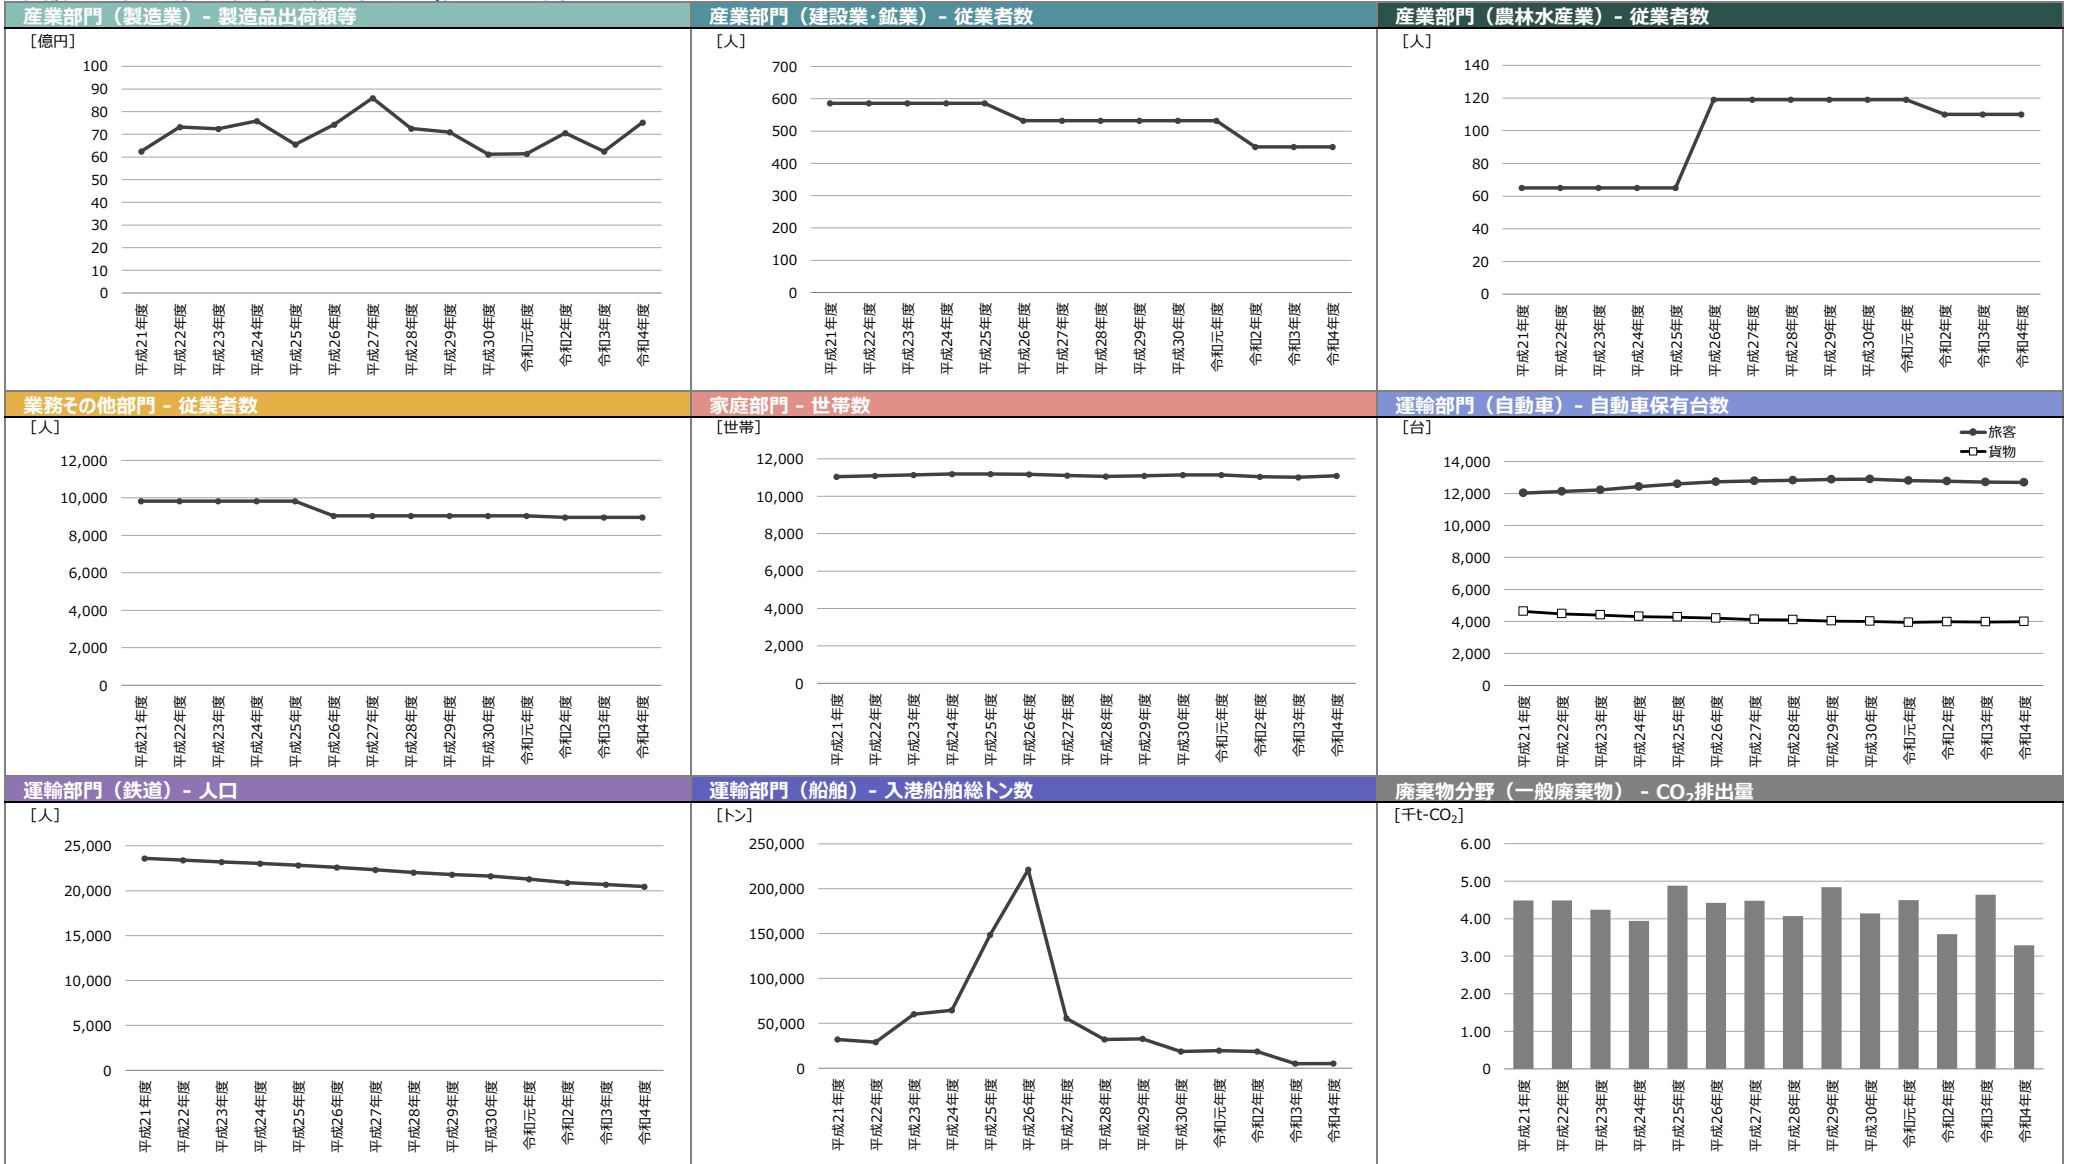 産業部門（製造業）- 製造品出荷額等
[億円]
100
90
80
70
60
50
40
30
20
10
0
平成21年度
平成22年度
平成23年度
平成24年度
平成25年度
平成26年度
平成27年度
平成28年度
平成29年度
平成30年度
令和元年度
令和2年度
令和3年度
令和4年度
産業部門（建設業･鉱業）- 従業者数
[人]
700
600
500
400
300
200
100
0
平成21年度
平成22年度
平成23年度
平成24年度
平成25年度
平成26年度
平成27年度
平成28年度
平成29年度
平成30年度
令和元年度
令和2年度
令和3年度
令和4年度
産業部門（農林水産業）- 従業者数
[人]
140
120
100
80
60
40
20
0
平成21年度
平成22年度
平成23年度
平成24年度
平成25年度
平成26年度
平成27年度
平成28年度
平成29年度
平成30年度
令和元年度
令和2年度
令和3年度
令和4年度
業務その他部門 - 従業者数
[人]
12,000
10,000
8,000
6,000
4,000
2,000
0
平成21年度
平成22年度
平成23年度
平成24年度
平成25年度
平成26年度
平成27年度
平成28年度
平成29年度
平成30年度
令和元年度
令和2年度
令和3年度
令和4年度
家庭部門 - 世帯数
[世帯]
12,000
10,000
8,000
6,000
4,000
2,000
0
平成21年度
平成22年度
平成23年度
平成24年度
平成25年度
平成26年度
平成27年度
平成28年度
平成29年度
平成30年度
令和元年度
令和2年度
令和3年度
令和4年度
運輸部門（自動車）- 自動車保有台数
[台]
旅客
貨物
14,000
12,000
10,000
8,000
6,000
4,000
2,000
0
平成21年度
平成22年度
平成23年度
平成24年度
平成25年度
平成26年度
平成27年度
平成28年度
平成29年度
平成30年度
令和元年度
令和2年度
令和3年度
令和4年度
運輸部門（鉄道）- 人口
[人]
25,000
20,000
15,000
10,000
5,000
0
平成21年度
平成22年度
平成23年度
平成24年度
平成25年度
平成26年度
平成27年度
平成28年度
平成29年度
平成30年度
令和元年度
令和2年度
令和3年度
令和4年度
運輸部門（船舶）- 入港船舶総トン数
[トン]
250,000
200,000
150,000
100,000
50,000
0
平成21年度
平成22年度
平成23年度
平成24年度
平成25年度
平成26年度
平成27年度
平成28年度
平成29年度
平成30年度
令和元年度
令和2年度
令和3年度
令和4年度
廃棄物分野（一般廃棄物） - CO₂排出量
[千t-CO₂]
6.00
5.00
4.00
3.00
2.00
1.00
0
平成21年度
平成22年度
平成23年度
平成24年度
平成25年度
平成26年度
平成27年度
平成28年度
平成29年度
平成30年度
令和元年度
令和2年度
令和3年度
令和4年度